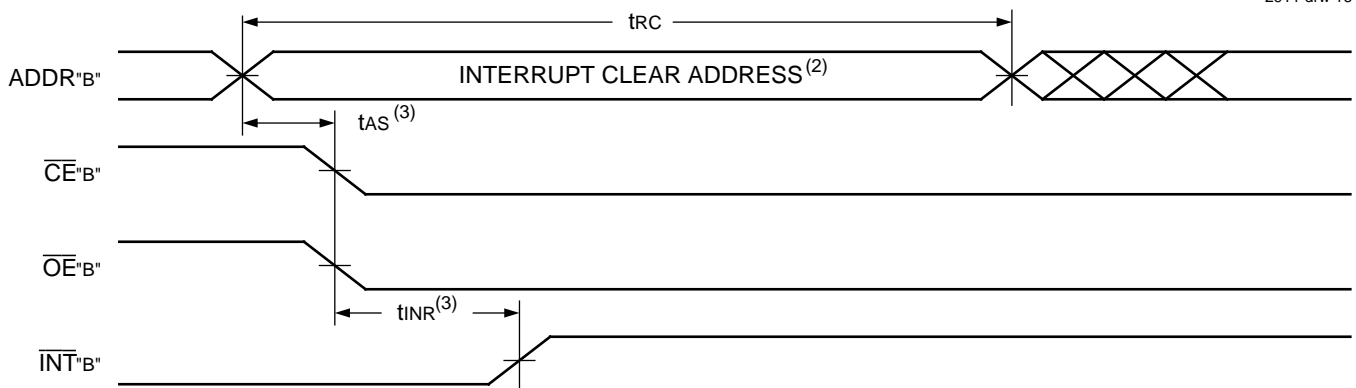 tRC
ADDR"B"
INTERRUPT CLEAR ADDRESS(2)
tAS(3)
CE"B"
OE"B"
tINR(3)
INT"B"